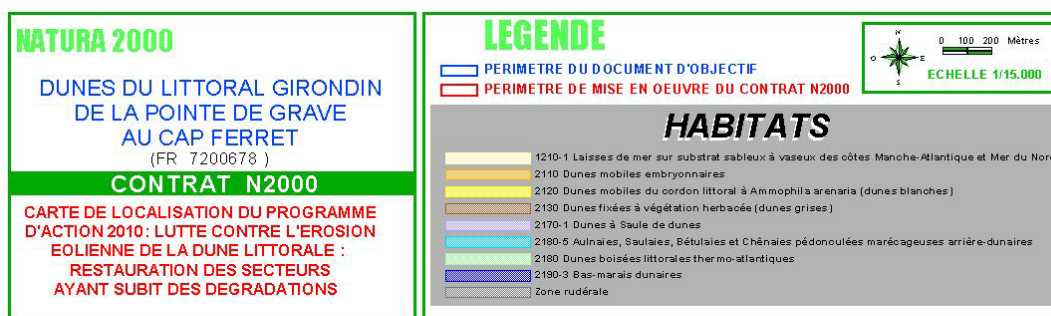 NATURA 2000
DUNES DU LITTORAL GIRONDIN
DE LA POINTE DE GRAVE
AU CAP FERRET
(FR 7200678 )
CONTRAT N2000
CARTE DE LOCALISATION DU PROGRAMME
D'ACTION 2010: LUTTE CONTRE L'EROSION
EOLIENNE DE LA DUNE LITTORALE :
RESTAURATION DES SECTEURS
AYANT SUBIT DES DEGRADATIONS
LEGENDE
PERIMETRE DU DOCUMENT D'OBJECTIF
PERIMETRE DE MISE EN OEUVRE DU CONTRAT N2000
N
O E
S
0 100 200 Mètres
ECHELLE 1/15.000
HABITATS
1210-1 Laisses de mer sur substrat sableux à vaseux des côtes Manche-Atlantique et Mer du Nord
2110 Dunes mobiles embryonnaires
2120 Dunes mobiles du cordon littoral à Ammophila arenaria (dunes blanches)
2130 Dunes fixées à végétation herbacée (dunes grises)
2170-1 Dunes à Saule de dunes
2180-5 Aulnaies, Saulaies, Bétulaies et Chênaies pédonculées marécageuses arrière-dunaires
2180 Dunes boisées littorales thermo-atlantiques
2190-3 Bas-marais dunaires
Zone rudérale